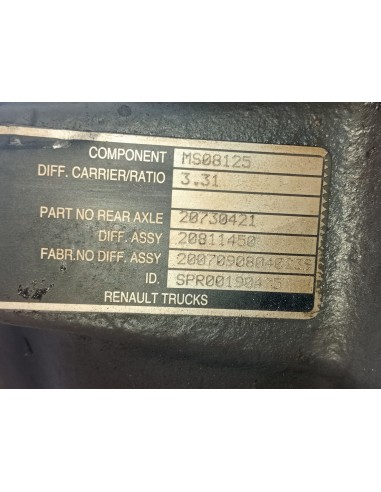 COMPONENT MS08125
DIFF. CARRIER/RATIO 3.31
PART NO REAR AXLE 20730421
DIFF. ASSY 20811450
FABR.NO DIFF. ASSY
ID.
RENAULT TRUCKS